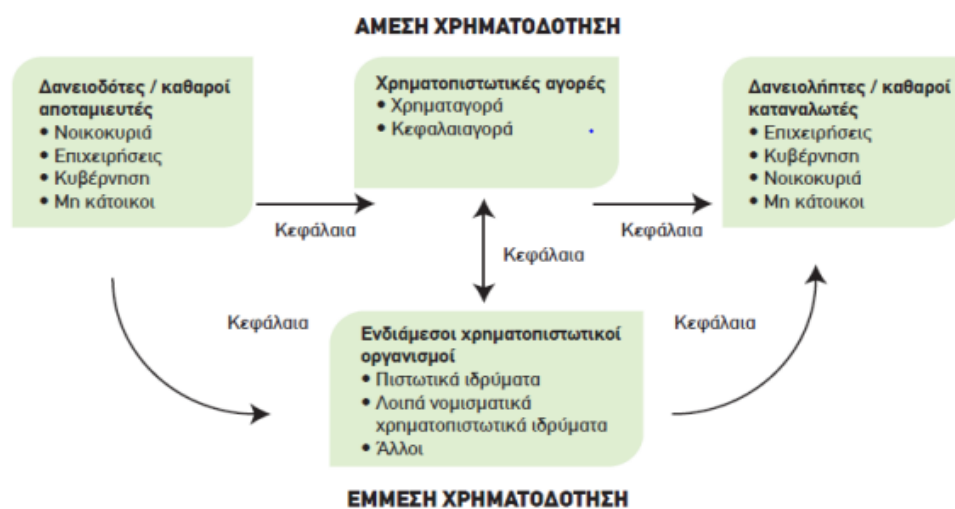 ΑΜΕΣΗ ΧΡΗΜΑΤΟΔΟΤΗΣΗ
Δανειοδότες / καθαροί
αποταμιευτές
• Νοικοκυριά
• Επιχειρήσεις
• Κυβέρνηση
• Μη κάτοικοι
Χρηματοπιστωτικές αγορές
• Χρηματαγορά
• Κεφαλαιαγορά
Δανειολήπτες / καθαροί
καταναλωτές
• Επιχειρήσεις
• Κυβέρνηση
• Νοικοκυριά
• Μη κάτοικοι
Κεφάλαια
Κεφάλαια
Κεφάλαια
Κεφάλαια
Κεφάλαια
Ενδιάμεσοι χρηματοπιστωτικοί
οργανισμοί
• Πιστωτικά ιδρύματα
• Λοιπά νομισματικά
χρηματοπιστωτικά ιδρύματα
• Άλλοι
ΕΜΜΕΣΗ ΧΡΗΜΑΤΟΔΟΤΗΣΗ